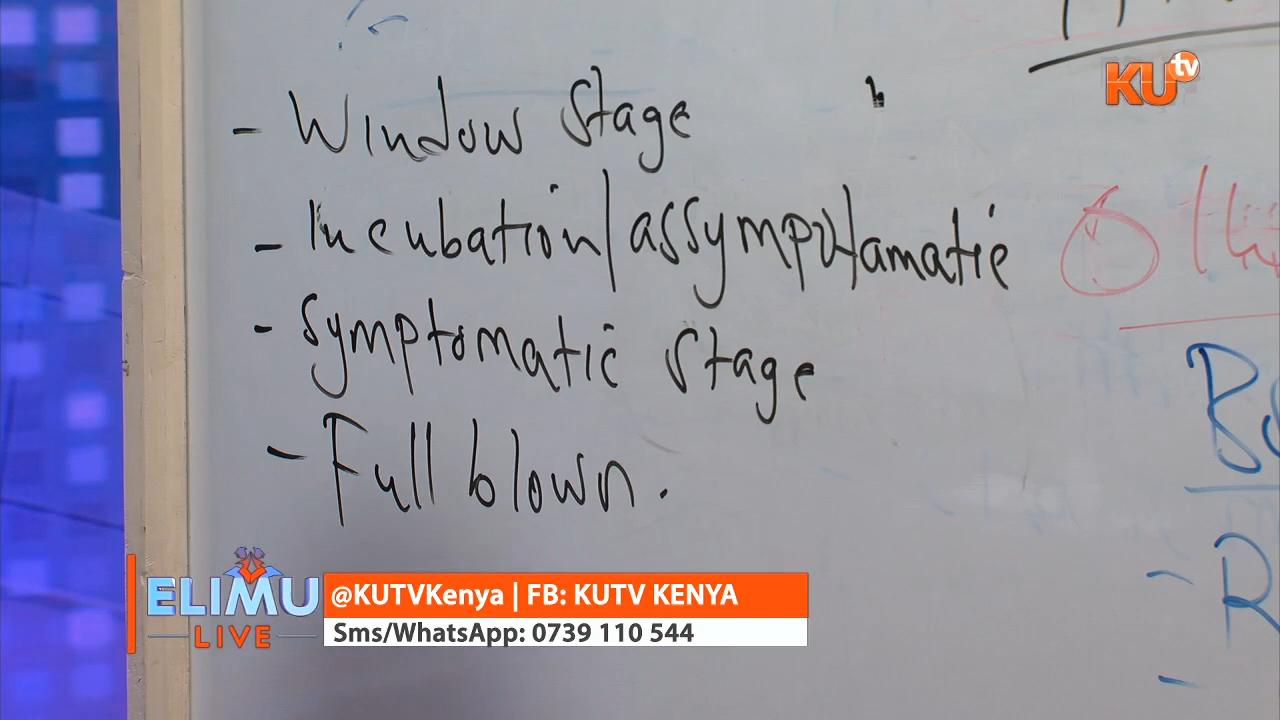 KU tv
- Window Stage
- Incubation/assymptamatic
- Symptomatic Stage
- Full blown.
ELIMU
LIVE
@KUTVKenya | FB: KUTV KENYA
Sms/WhatsApp: 0739 110 544